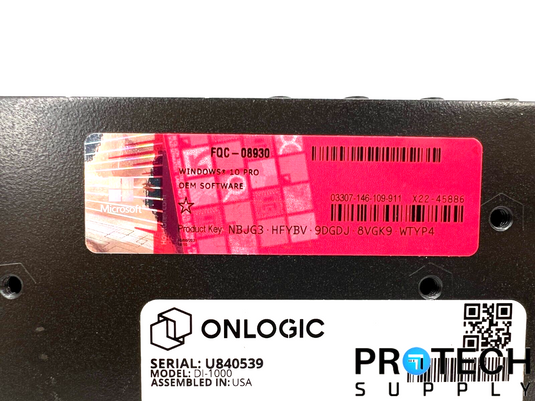 FQC-08930
WINDOWS® 10 PRO
OEM SOFTWARE
Microsoft
03307-146-109-911 X22-45886
Product Key: NBJG3-HFYBV-9DGDJ 8VGK9 WTYP4
ONLOGIC
SERIAL: U840539
MODEL: DI-1000
ASSEMBLED IN: USA
PROTECH
SUPPLY